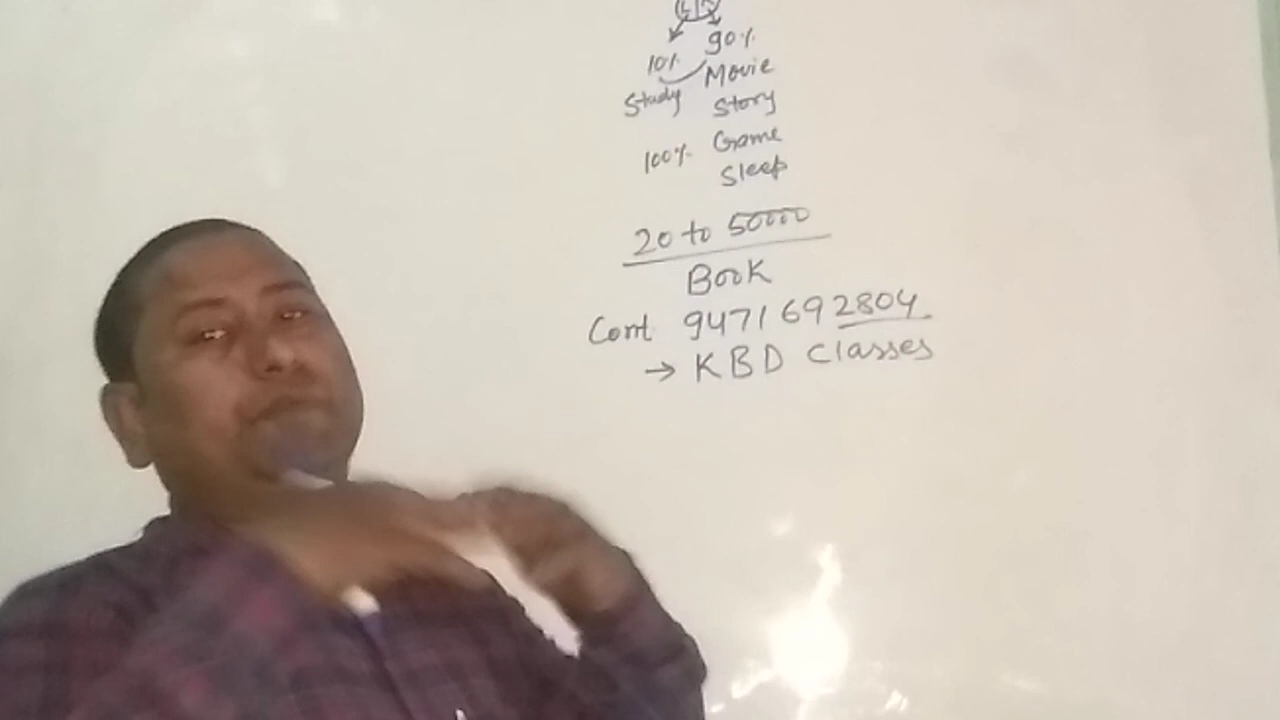 L R
10% 90%
Study Movie
Story
100% Game
Sleep
20 to 50000
Book
Cont 9471692804
→ KBD Classes